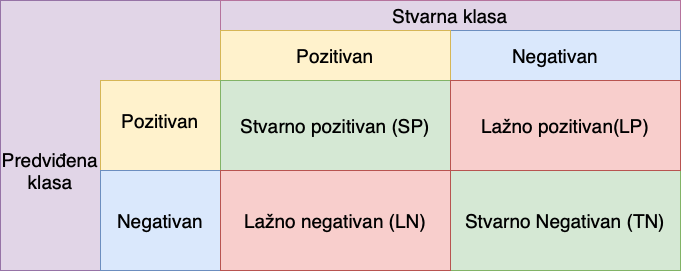 Stvarna klasa
Pozitivan
Negativan
Pozitivan
Stvarno pozitivan (SP)
Lažno pozitivan(LP)
Predviđena
klasa
Negativan
Lažno negativan (LN)
Stvarno Negativan (TN)